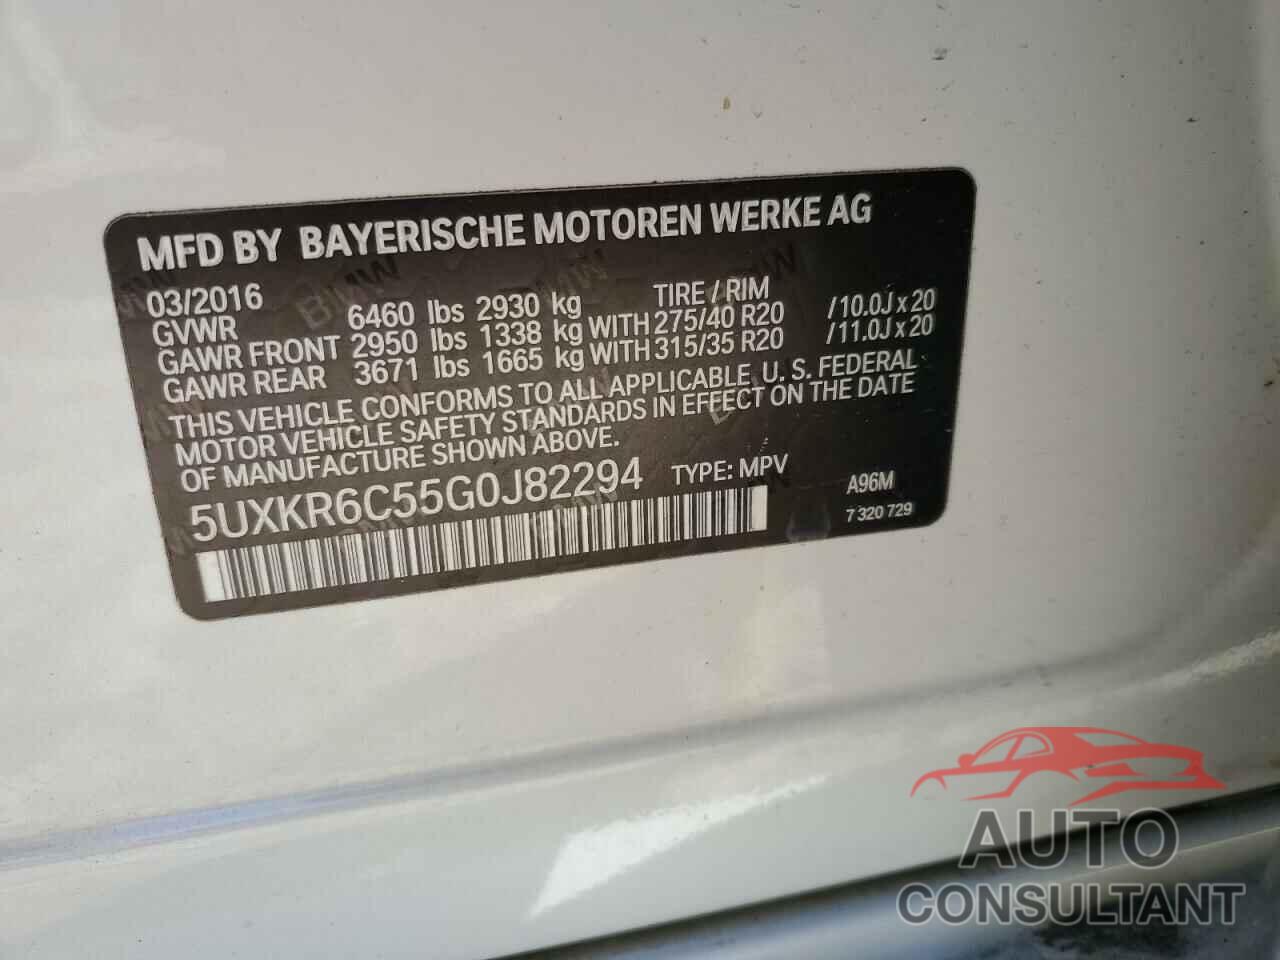 MFD BY BAYERISCHE MOTOREN WERKE AG
03/2016
GVWR 6460 lbs 2930 kg TIRE / RIM
GAWR FRONT 2950 lbs 1338 kg WITH 275/40 R20 /10.0J x 20
GAWR REAR 3671 lbs 1665 kg WITH 315/35 R20 /11.0J x 20
THIS VEHICLE CONFORMS TO ALL APPLICABLE U. S. FEDERAL
MOTOR VEHICLE SAFETY STANDARDS IN EFFECT ON THE DATE
OF MANUFACTURE SHOWN ABOVE.
5UXKR6C55G0J82294 TYPE: MPV
A96M
7 320 729
AUTO
CONSULTANT